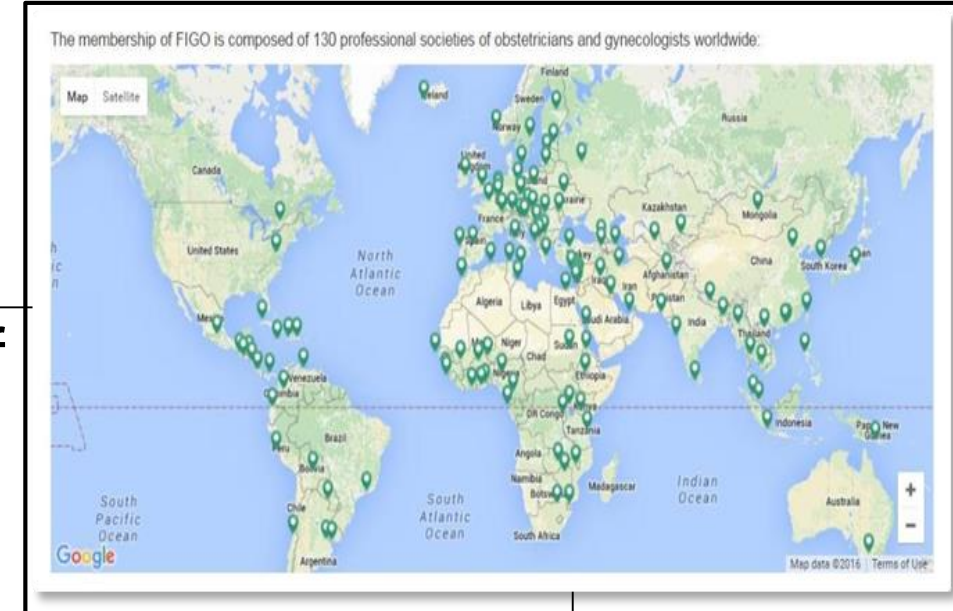 The membership of FIGO is composed of 130 professional societies of obstetricians and gynecologists worldwide:
Map Satellite
Finland
Iceland
Sweden
Russia
Norway
United
Canada
Kazakhstan
Mongolia
France
United States
North
Atlantic
Ocean
China
South Korea
Afghanistan
Iran
Algeria
Libya
Egypt
India
Niger
Chad
Thailand
Ethiopia
Venezuela
DR Congo
Indonesia
Tanzania
Brazil
Angola
Peru
Namibia
Madagascar
Indian
Ocean
South
Pacific
Ocean
Chile
South
Atlantic
Ocean
Australia
South Africa
Argentina
+
−
Google
Map data ©2016 Terms of Use